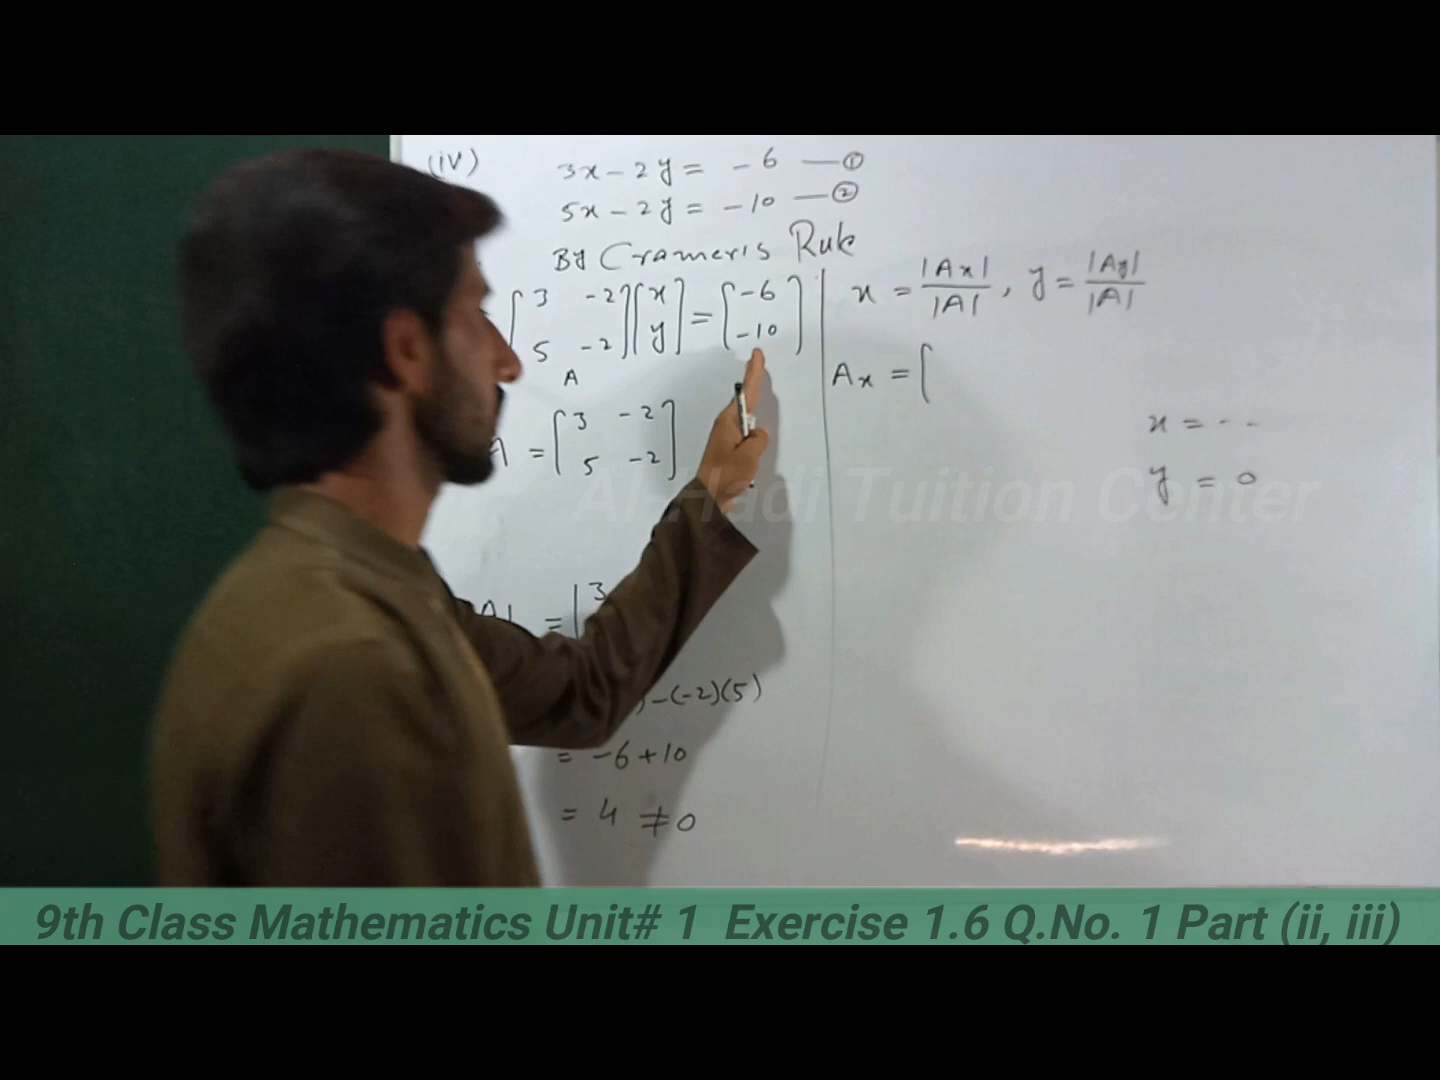 (iv)
3x - 2y = - 6 — ①
5x - 2y = - 10 — ②
By Cramer's Rule
[3 -2 [x = [-6
5 -2] y] -10]
A
x = |Ax| / |A| , y = |Ay| / |A|
Ax = [
x = - -
y = 0
A = [3 -2
5 -2]
Al-Hadi Tuition Center
A| = |3
) - (-2)(5)
= -6 + 10
= 4 ≠ 0
9th Class Mathematics Unit# 1 Exercise 1.6 Q.No. 1 Part (ii, iii)